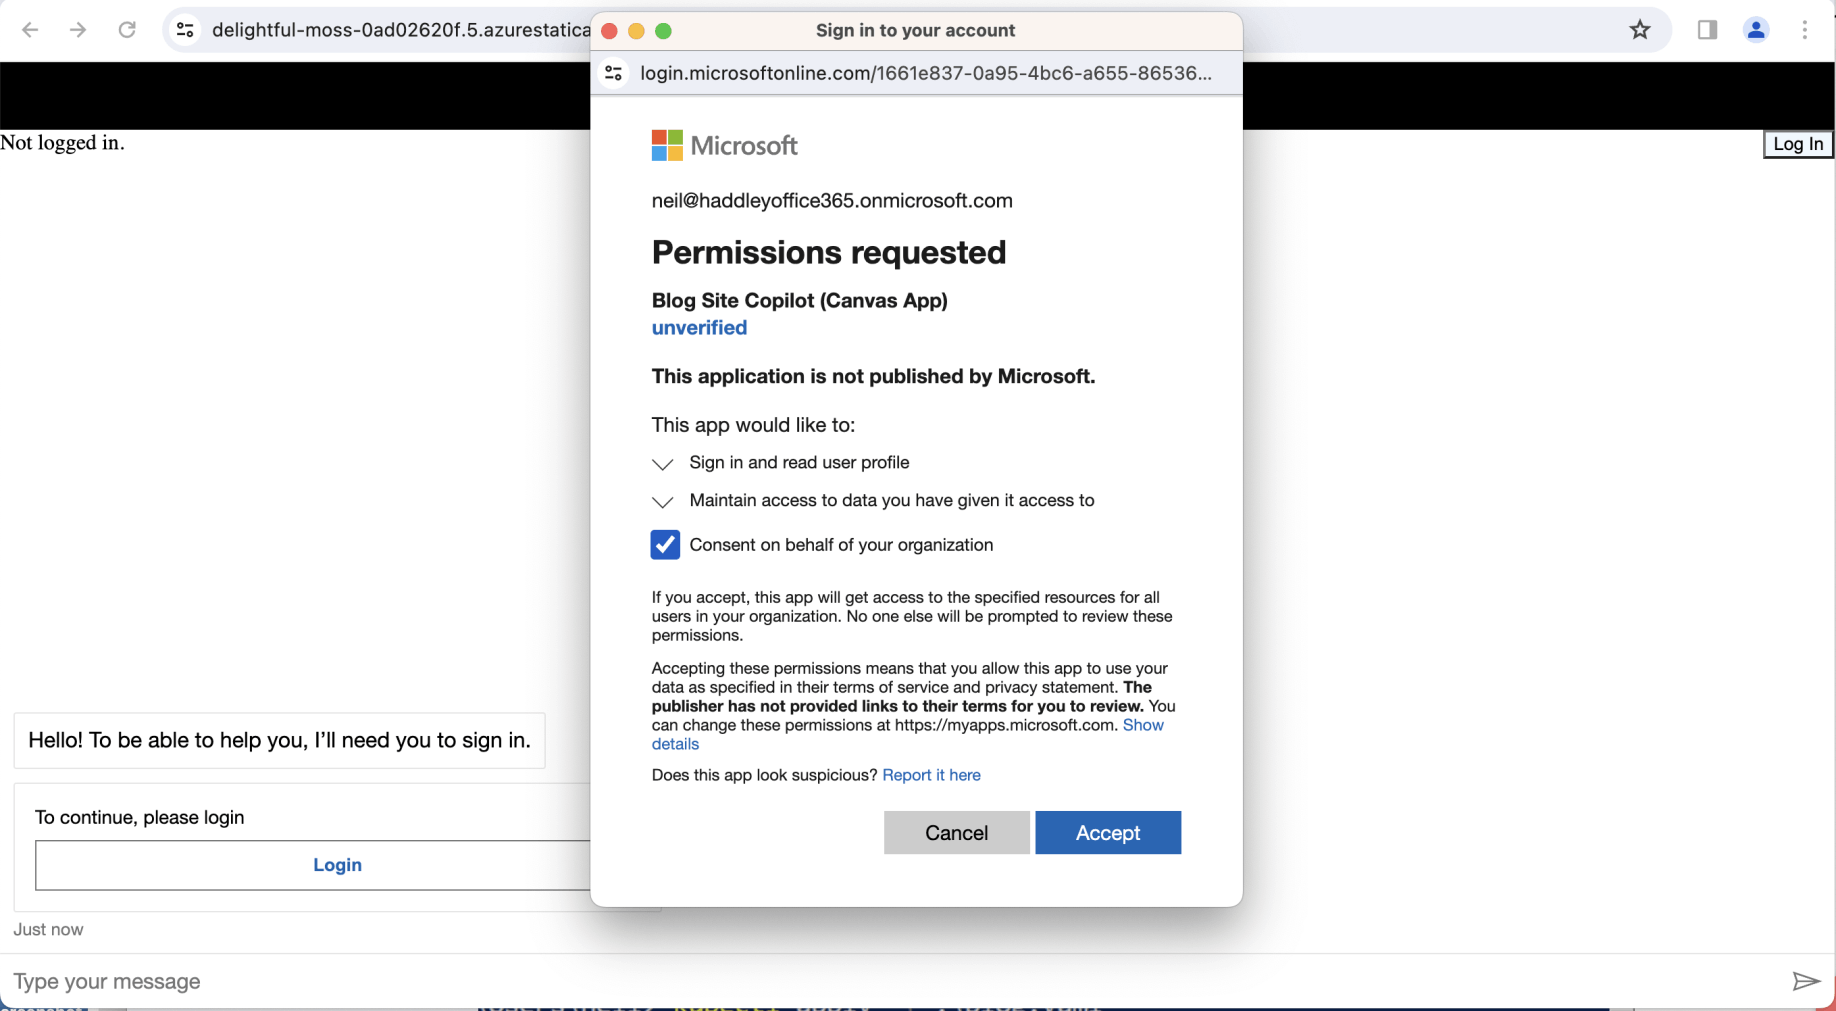 delightful-moss-0ad02620f.5.azurestatica
Sign in to your account
login.microsoftonline.com/1661e837-0a95-4bc6-a655-86536...
Not logged in.
Log In
Microsoft
neil@haddleyoffice365.onmicrosoft.com
Permissions requested
Blog Site Copilot (Canvas App)
unverified
This application is not published by Microsoft.
This app would like to:
Sign in and read user profile
Maintain access to data you have given it access to
Consent on behalf of your organization
If you accept, this app will get access to the specified resources for all
users in your organization. No one else will be prompted to review these
permissions.
Accepting these permissions means that you allow this app to use your
data as specified in their terms of service and privacy statement. The
publisher has not provided links to their terms for you to review. You
can change these permissions at https://myapps.microsoft.com. Show
details
Does this app look suspicious? Report it here
Cancel
Accept
Hello! To be able to help you, I’ll need you to sign in.
To continue, please login
Login
Just now
Type your message